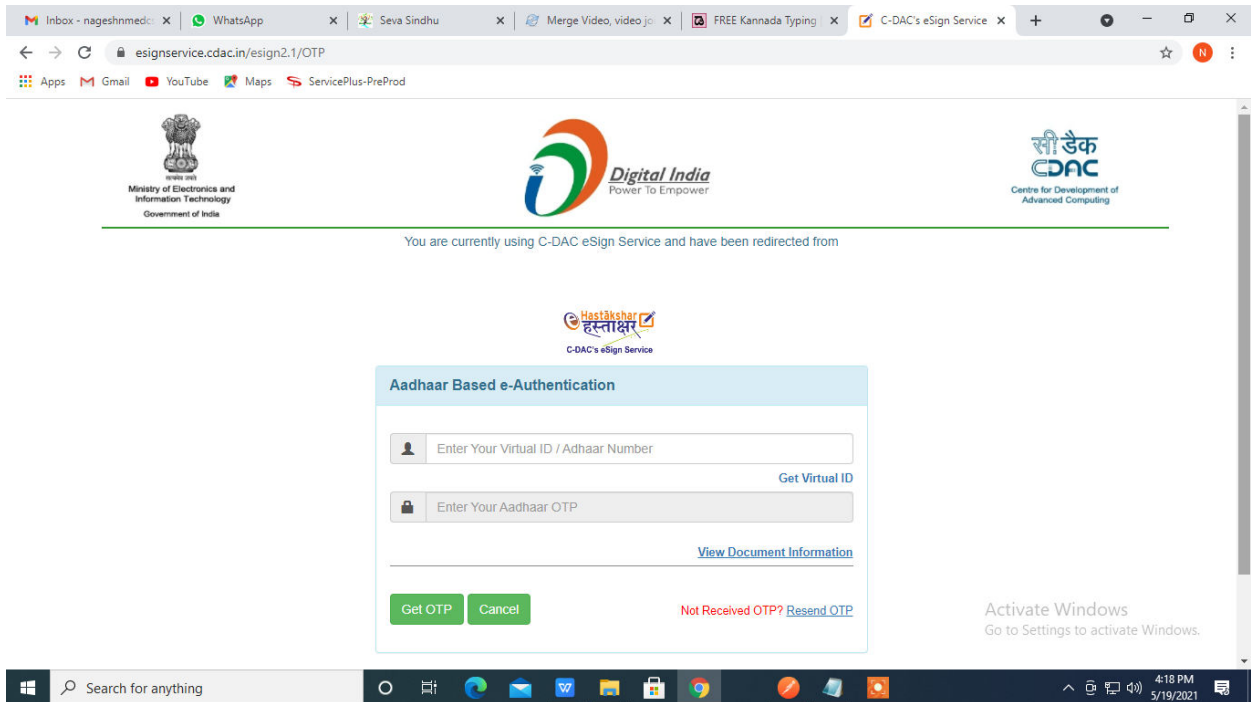 Inbox - nageshnmedc
WhatsApp
Seva Sindhu
Merge Video, video jo
FREE Kannada Typing
C-DAC's eSign Service
N
esignservice.cdac.in/esign2.1/OTP
Apps
Gmail
YouTube
Maps
ServicePlus-PreProd
सत्यमेव जयते
Ministry of Electronics and
Information Technology
Government of India
Digital India
Power To Empower
सी डैक
CDAC
Centre for Development of
Advanced Computing
You are currently using C-DAC eSign Service and have been redirected from
e Hastākshar
हस्ताक्षर
C-DAC's eSign Service
Aadhaar Based e-Authentication
Enter Your Virtual ID / Adhaar Number
Get Virtual ID
Enter Your Aadhaar OTP
View Document Information
Get OTP
Cancel
Not Received OTP? Resend OTP
Activate Windows
Go to Settings to activate Windows.
Search for anything
4:18 PM
5/19/2021